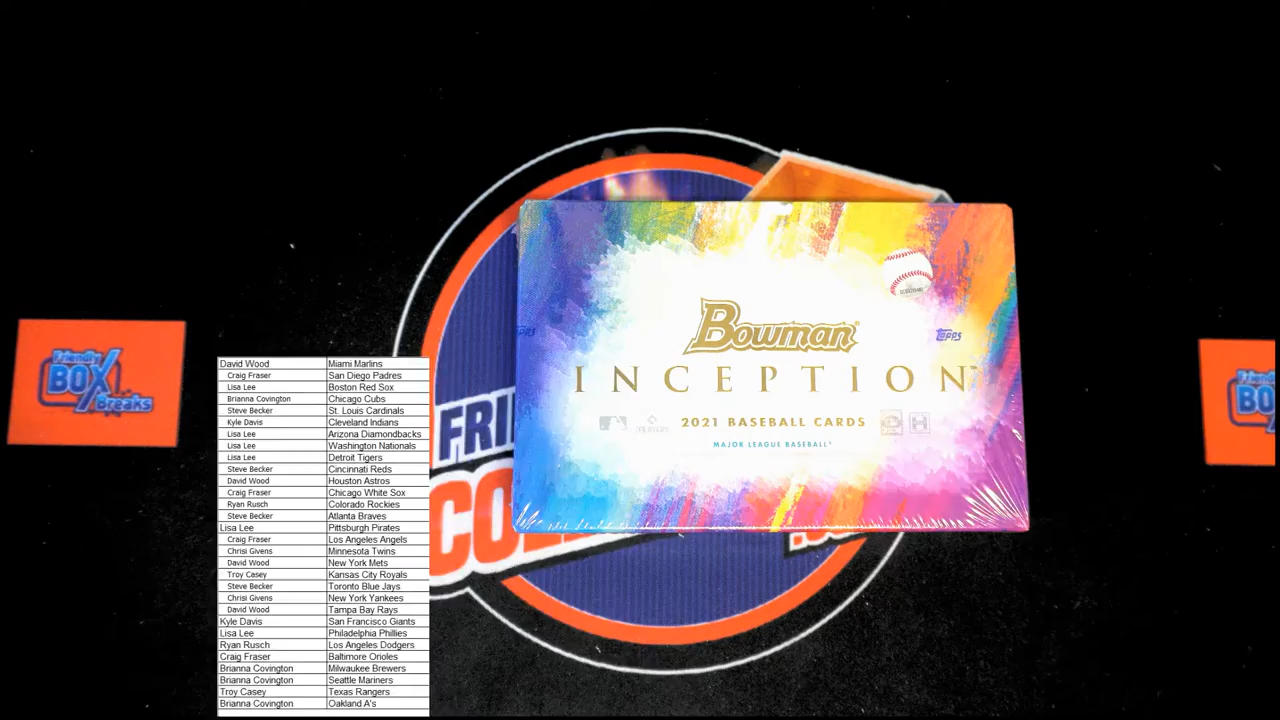 Friendly
BOX
Breaks
David Wood Miami Marlins
Craig Fraser San Diego Padres
Lisa Lee Boston Red Sox
Brianna Covington Chicago Cubs
Steve Becker St. Louis Cardinals
Kyle Davis Cleveland Indians
Lisa Lee Arizona Diamondbacks
Lisa Lee Washington Nationals
Lisa Lee Detroit Tigers
Steve Becker Cincinnati Reds
David Wood Houston Astros
Craig Fraser Chicago White Sox
Ryan Rusch Colorado Rockies
Steve Becker Atlanta Braves
Lisa Lee Pittsburgh Pirates
Craig Fraser Los Angeles Angels
Chrisi Givens Minnesota Twins
David Wood New York Mets
Troy Casey Kansas City Royals
Steve Becker Toronto Blue Jays
Chrisi Givens New York Yankees
David Wood Tampa Bay Rays
Kyle Davis San Francisco Giants
Lisa Lee Philadelphia Phillies
Ryan Rusch Los Angeles Dodgers
Craig Fraser Baltimore Orioles
Brianna Covington Milwaukee Brewers
Brianna Covington Seattle Mariners
Troy Casey Texas Rangers
Brianna Covington Oakland A's
FRI
CO
Bowman
Topps
INCEPTION™
2021 BASEBALL CARDS
MAJOR LEAGUE BASEBALL®
Friendly
BO